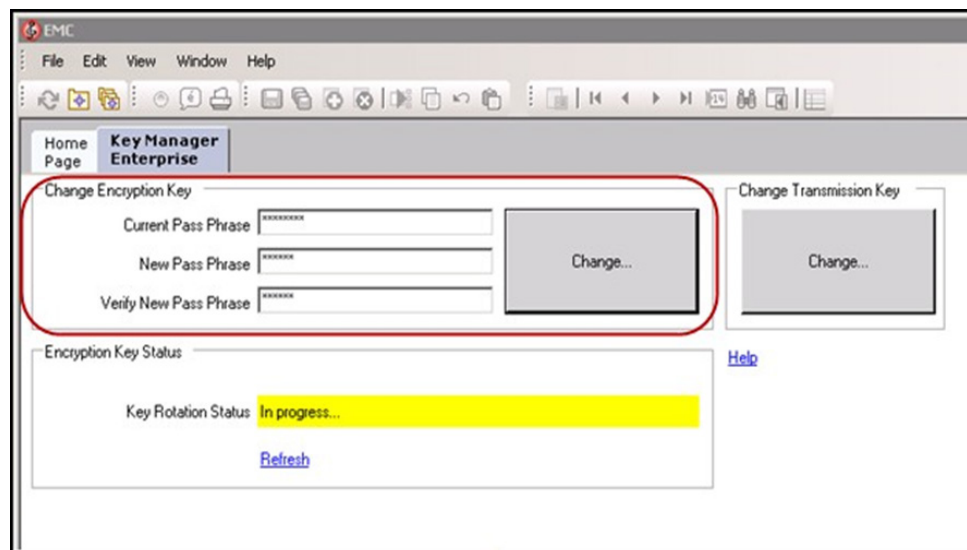 EMC
File Edit View Window Help
Home Page
Key Manager Enterprise
Change Encryption Key
Current Pass Phrase ********
New Pass Phrase ******
Verify New Pass Phrase ******
Change...
Change Transmission Key
Change...
Encryption Key Status
Help
Key Rotation Status In progress...
Refresh